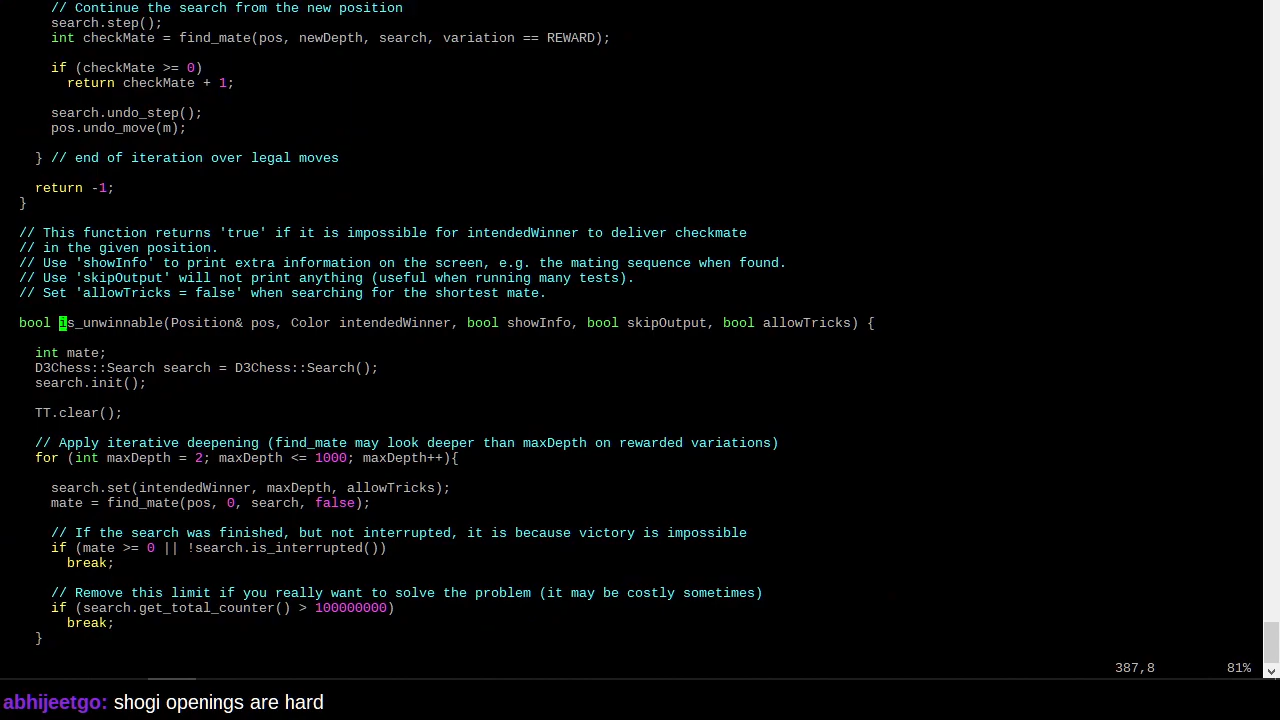 // Continue the search from the new position
search.step();
int checkMate = find_mate(pos, newDepth, search, variation == REWARD);
if (checkMate >= 0)
return checkMate + 1;
search.undo_step();
pos.undo_move(m);
} // end of iteration over legal moves
return -1;
}
// This function returns 'true' if it is impossible for intendedWinner to deliver checkmate
// in the given position.
// Use 'showInfo' to print extra information on the screen, e.g. the mating sequence when found.
// Use 'skipOutput' will not print anything (useful when running many tests).
// Set 'allowTricks = false' when searching for the shortest mate.
bool is_unwinnable(Position& pos, Color intendedWinner, bool showInfo, bool skipOutput, bool allowTricks) {
int mate;
D3Chess::Search search = D3Chess::Search();
search.init();
TT.clear();
// Apply iterative deepening (find_mate may look deeper than maxDepth on rewarded variations)
for (int maxDepth = 2; maxDepth <= 1000; maxDepth++){
search.set(intendedWinner, maxDepth, allowTricks);
mate = find_mate(pos, 0, search, false);
// If the search was finished, but not interrupted, it is because victory is impossible
if (mate >= 0 || !search.is_interrupted())
break;
// Remove this limit if you really want to solve the problem (it may be costly sometimes)
if (search.get_total_counter() > 100000000)
break;
}
387,8 81%
abhijeetgo: shogi openings are hard